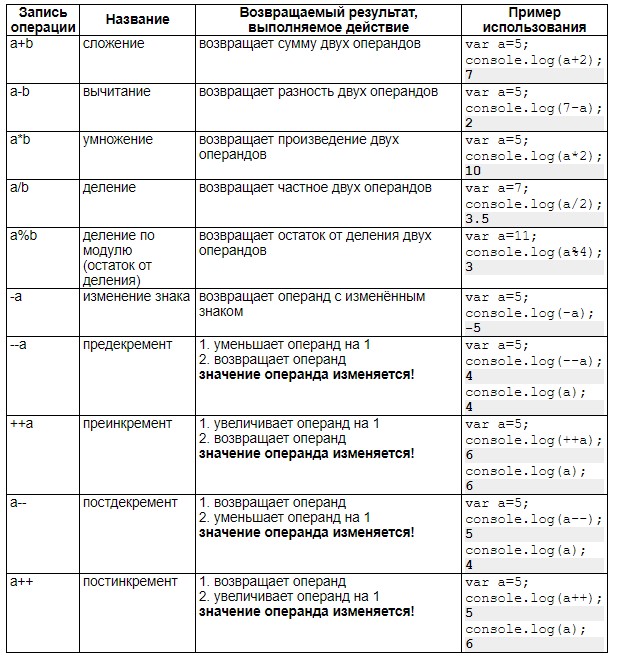 Запись операции
Название
Возвращаемый результат, выполняемое действие
Пример использования
a+b
сложение
возвращает сумму двух операндов
var a=5;
console.log(a+2);
7
a-b
вычитание
возвращает разность двух операндов
var a=5;
console.log(7-a);
2
a*b
умножение
возвращает произведение двух
операндов
var a=5;
console.log(a*2);
10
a/b
деление
возвращает частное двух операндов
var a=7;
console.log(a/2);
3.5
a%b
деление по
модулю
(остаток от
деления)
возвращает остаток от деления двух
операндов
var a=11;
console.log(a%4);
3
-a
изменение знака
возвращает операнд с изменённым
знаком
var a=5;
console.log(-a);
-5
--a
предекремент
1. уменьшает операнд на 1
2. возвращает операнд
значение операнда изменяется!
var a=5;
console.log(--a);
4
console.log(a);
4
++a
преинкремент
1. увеличивает операнд на 1
2. возвращает операнд
значение операнда изменяется!
var a=5;
console.log(++a);
6
console.log(a);
6
a--
постдекремент
1. возвращает операнд
2. уменьшает операнд на 1
значение операнда изменяется!
var a=5;
console.log(a--);
5
console.log(a);
4
a++
постинкремент
1. возвращает операнд
2. увеличивает операнд на 1
значение операнда изменяется!
var a=5;
console.log(a++);
5
console.log(a);
6